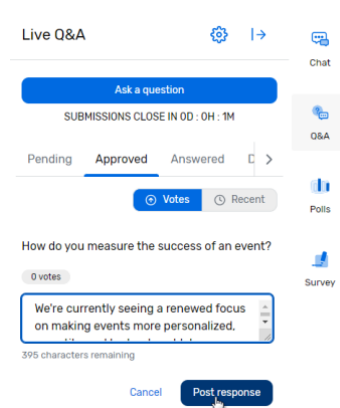 Live Q&A
Chat
Ask a question
SUBMISSIONS CLOSE IN 0D : 0H : 1M
Q&A
Pending Approved Answered
Votes Recent
Polls
How do you measure the success of an event?
0 votes
Survey
We're currently seeing a renewed focus
on making events more personalized,
395 characters remaining
Cancel Post response